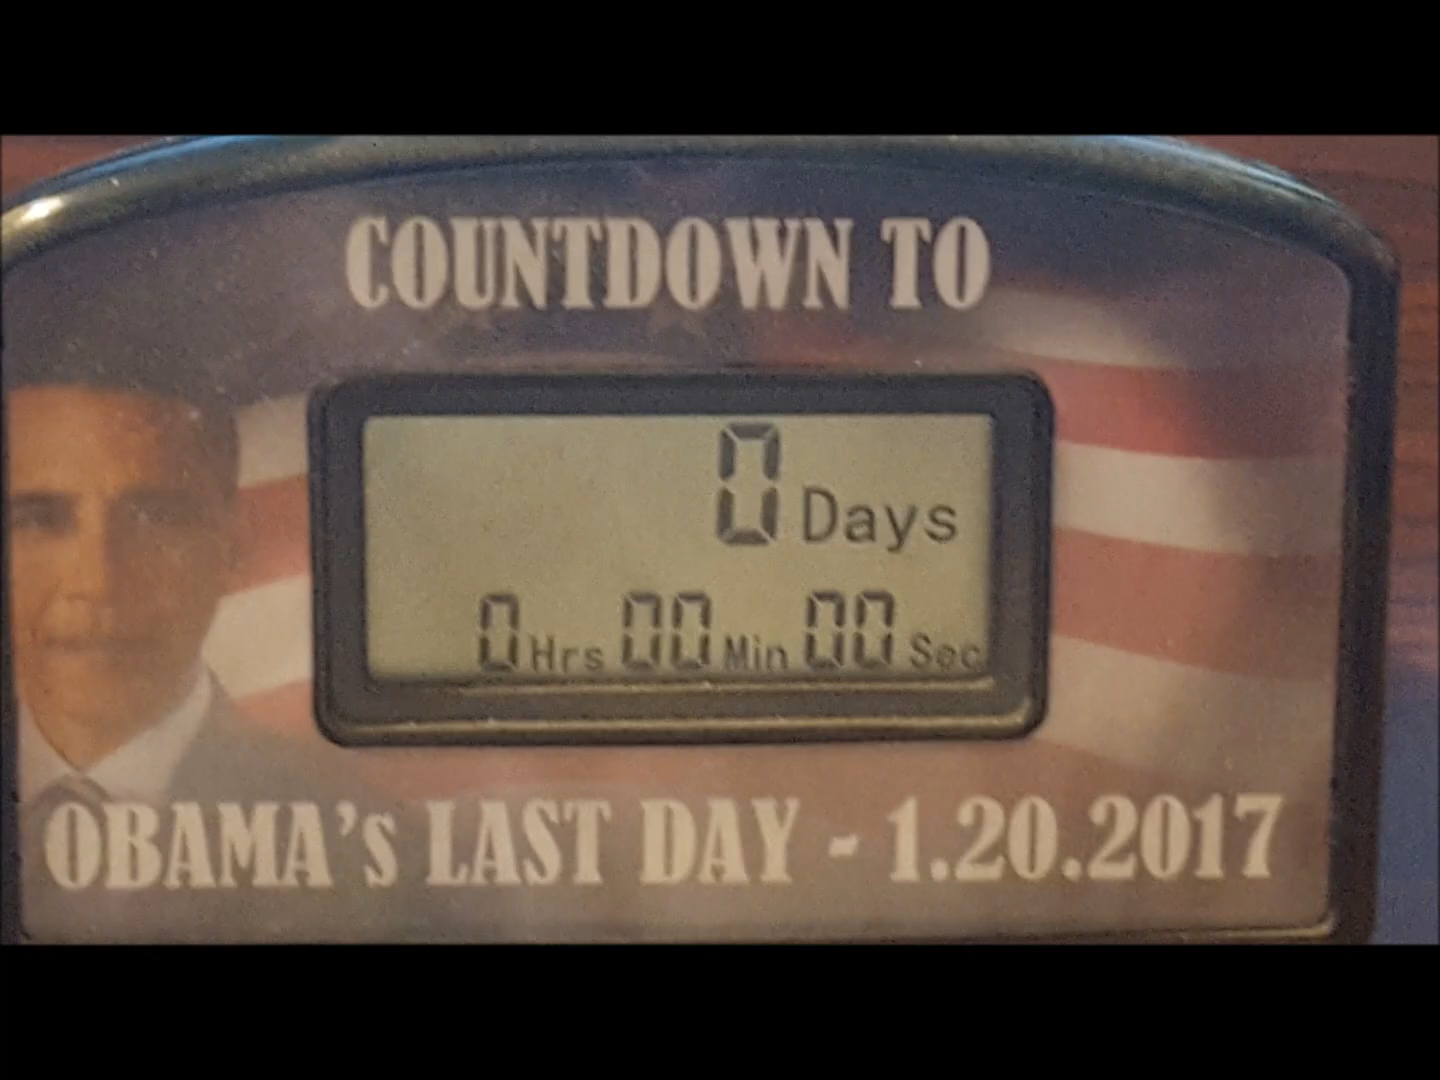 COUNTDOWN TO
0 Days
0 Hrs 00 Min 00 Sec
OBAMA's LAST DAY - 1.20.2017